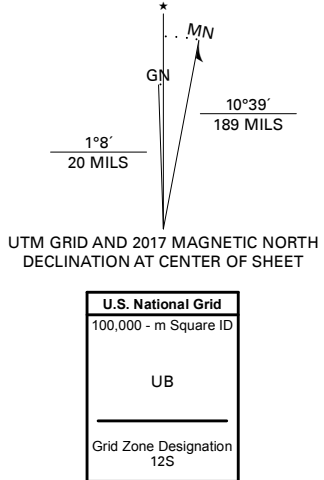 ★
MN
GN
10°39´
189 MILS
1°8´
20 MILS
UTM GRID AND 2017 MAGNETIC NORTH
DECLINATION AT CENTER OF SHEET
U.S. National Grid
100,000 - m Square ID
UB
Grid Zone Designation
12S